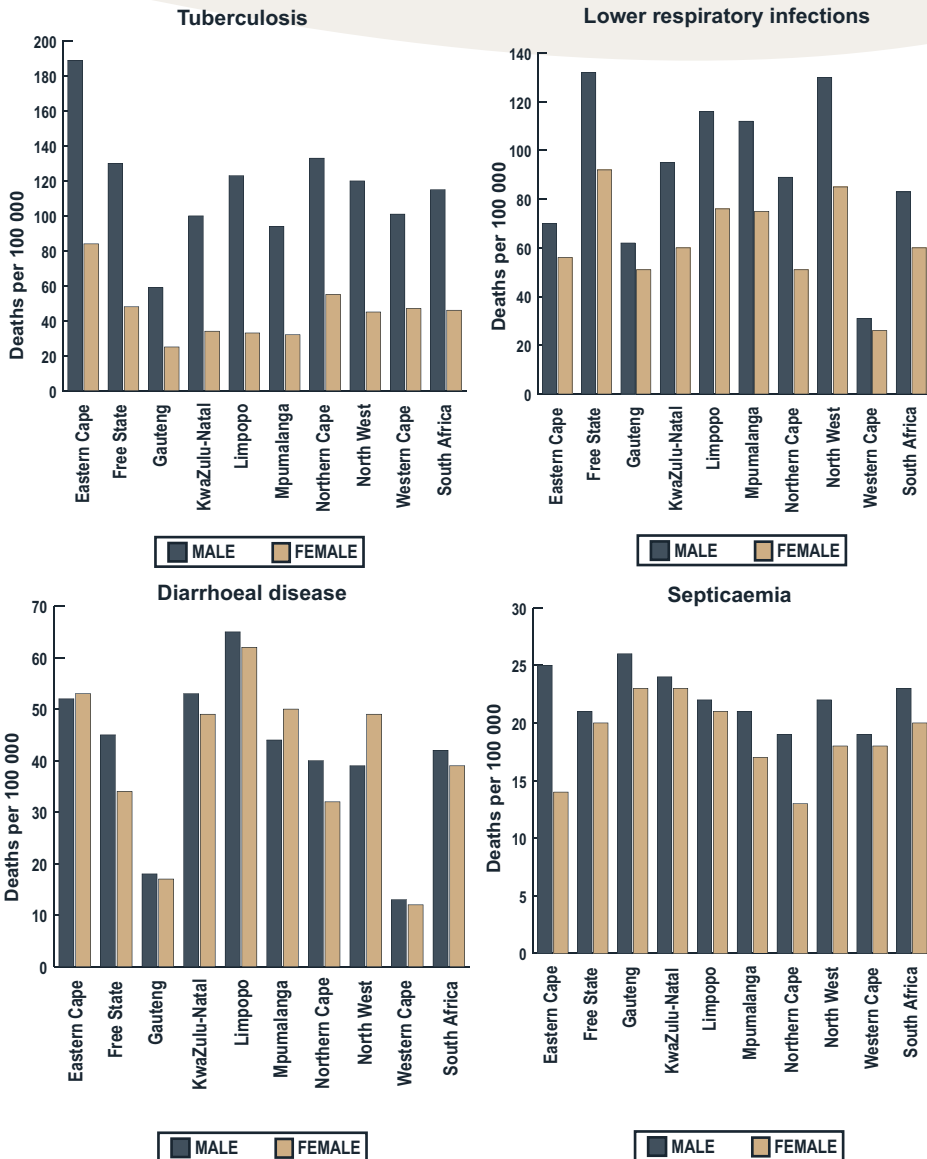 Tuberculosis
Deaths per 100 000
200
180
160
140
120
100
80
60
40
20
0
Eastern Cape
Free State
Gauteng
KwaZulu-Natal
Limpopo
Mpumalanga
Northern Cape
North West
Western Cape
South Africa
MALE FEMALE
Lower respiratory infections
Deaths per 100 000
140
120
100
80
60
40
20
0
Eastern Cape
Free State
Gauteng
KwaZulu-Natal
Limpopo
Mpumalanga
Northern Cape
North West
Western Cape
South Africa
MALE FEMALE
Diarrhoeal disease
Deaths per 100 000
70
60
50
40
30
20
10
0
Eastern Cape
Free State
Gauteng
KwaZulu-Natal
Limpopo
Mpumalanga
Northern Cape
North West
Western Cape
South Africa
MALE FEMALE
Septicaemia
Deaths per 100 000
30
25
20
15
10
5
0
Eastern Cape
Free State
Gauteng
KwaZulu-Natal
Limpopo
Mpumalanga
Northern Cape
North West
Western Cape
South Africa
MALE FEMALE